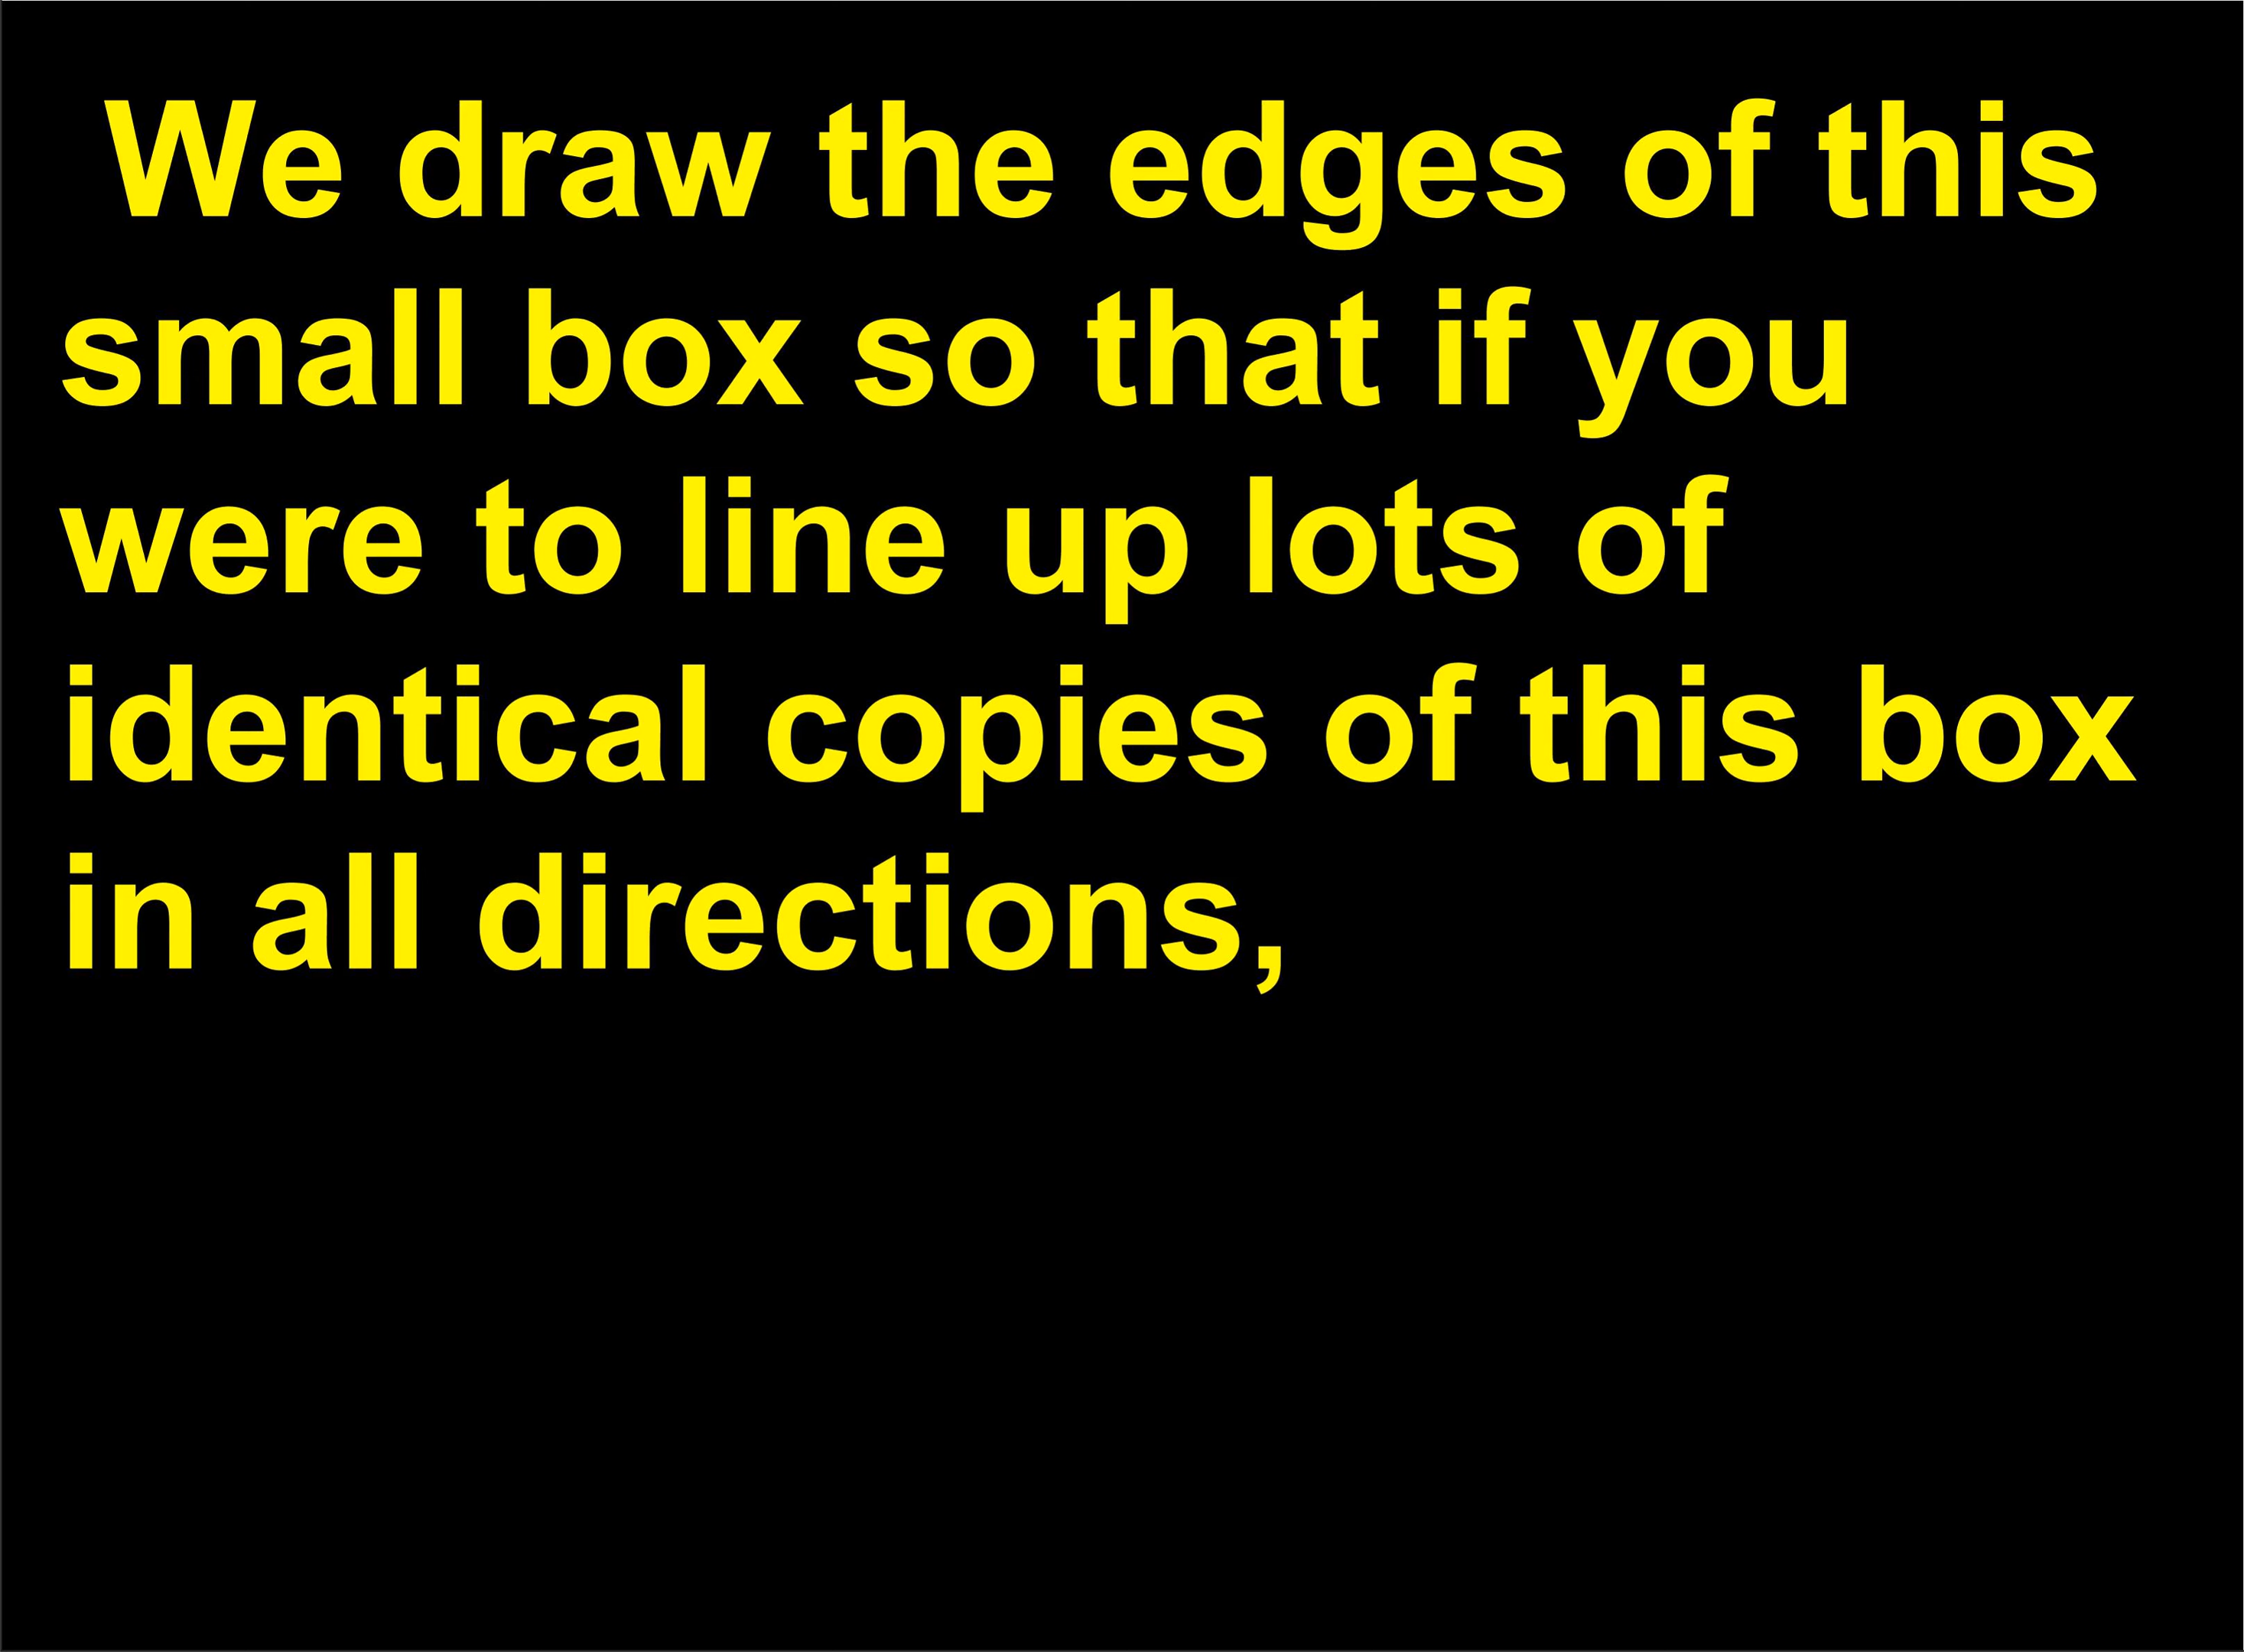 We draw the edges of this
small box so that if you
were to line up lots of
identical copies of this box
in all directions,